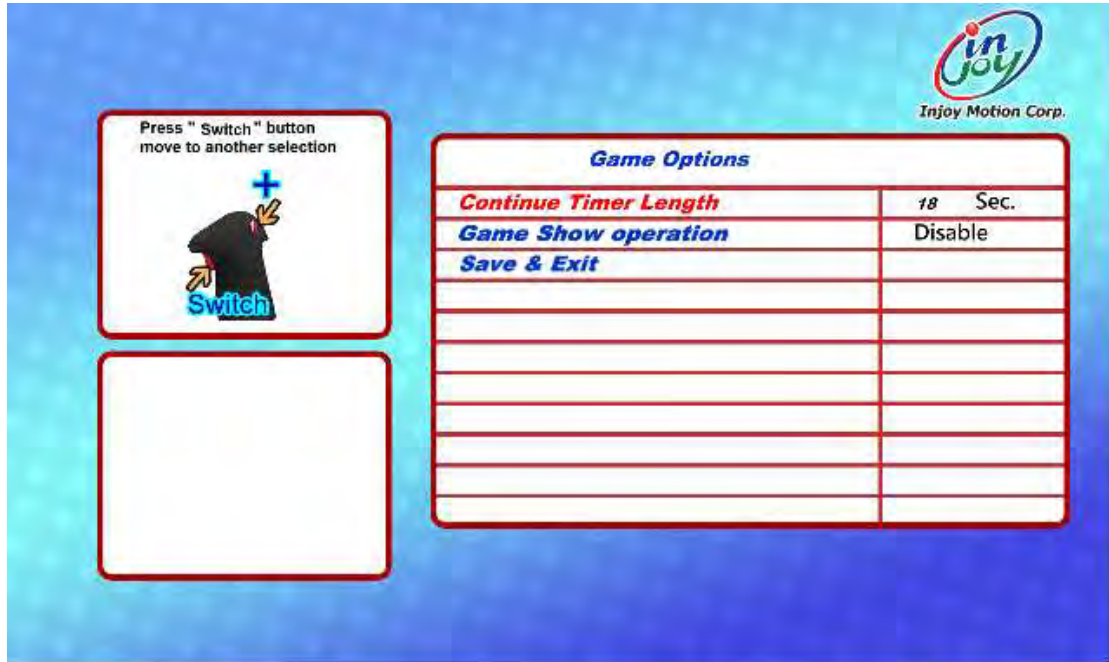 in
joy
Injoy Motion Corp.
Press " Switch " button
move to another selection
+
Switch
Game Options
Continue Timer Length 18 Sec.
Game Show operation Disable
Save & Exit